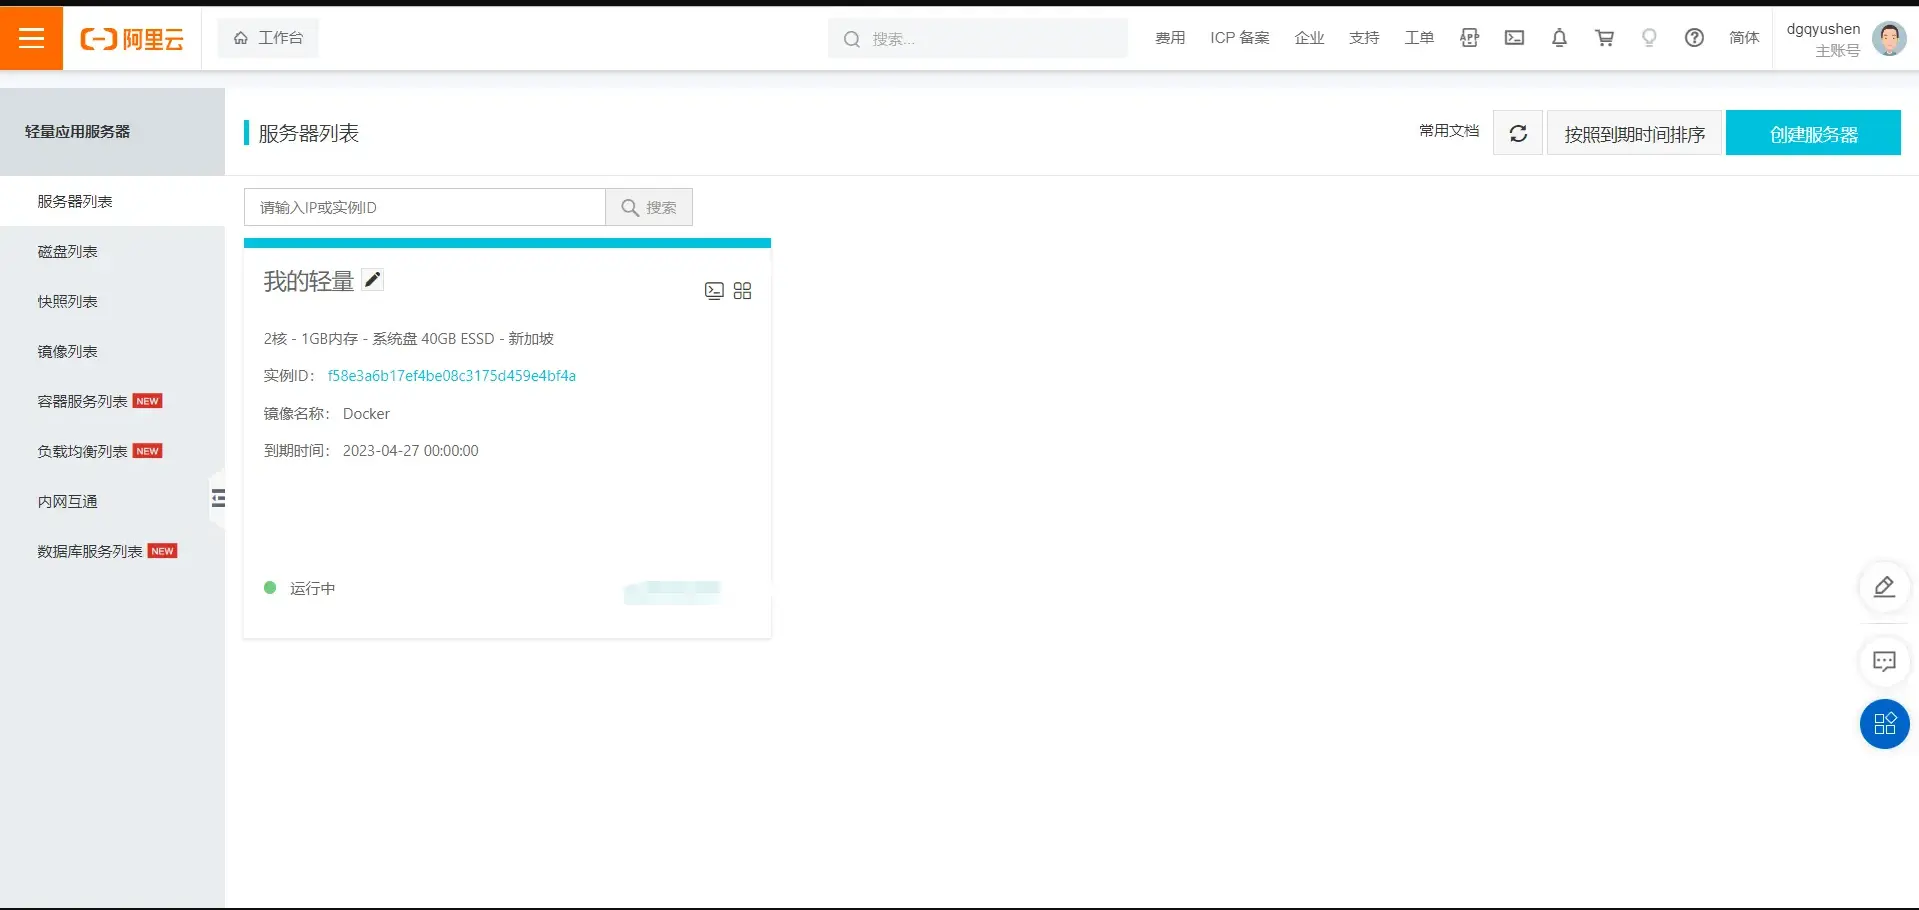 阿里云
工作台
搜索...
费用
ICP 备案
企业
支持
工单
APP
简体
dgqyushen
主账号
轻量应用服务器
服务器列表
磁盘列表
快照列表
镜像列表
容器服务列表 NEW
负载均衡列表 NEW
内网互通
数据库服务列表 NEW
服务器列表
常用文档
按照到期时间排序
创建服务器
请输入IP或实例ID
搜索
我的轻量
2核 - 1GB内存 - 系统盘 40GB ESSD - 新加坡
实例ID： f58e3a6b17ef4be08c3175d459e4bf4a
镜像名称： Docker
到期时间： 2023-04-27 00:00:00
运行中